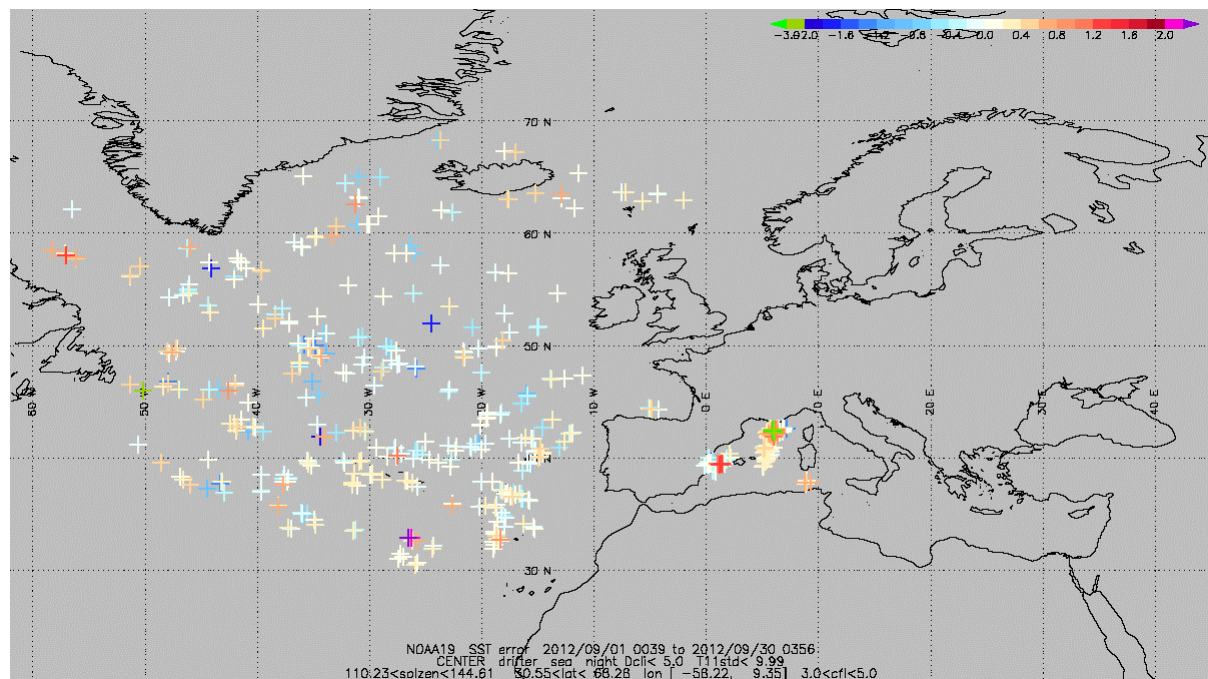 -3.0 -2.0 -1.6 -1.2 -0.8 -0.4 0.0 0.4 0.8 1.2 1.6 2.0
70 N
60 N
50 N
60 W 50 W 40 W 30 W 20 W 10 W 0 E 10 E 20 E 30 E 40 E
40 N
30 N
NOAA19 SST error 2012/09/01 0039 to 2012/09/30 0356
CENTER drifter sea night Dcli< 5.0 T11std< 9.99
110.23<solzen<144.61 30.55<lat< 68.28 lon [ -58.22, 9.35] 3.0<cfl<5.0